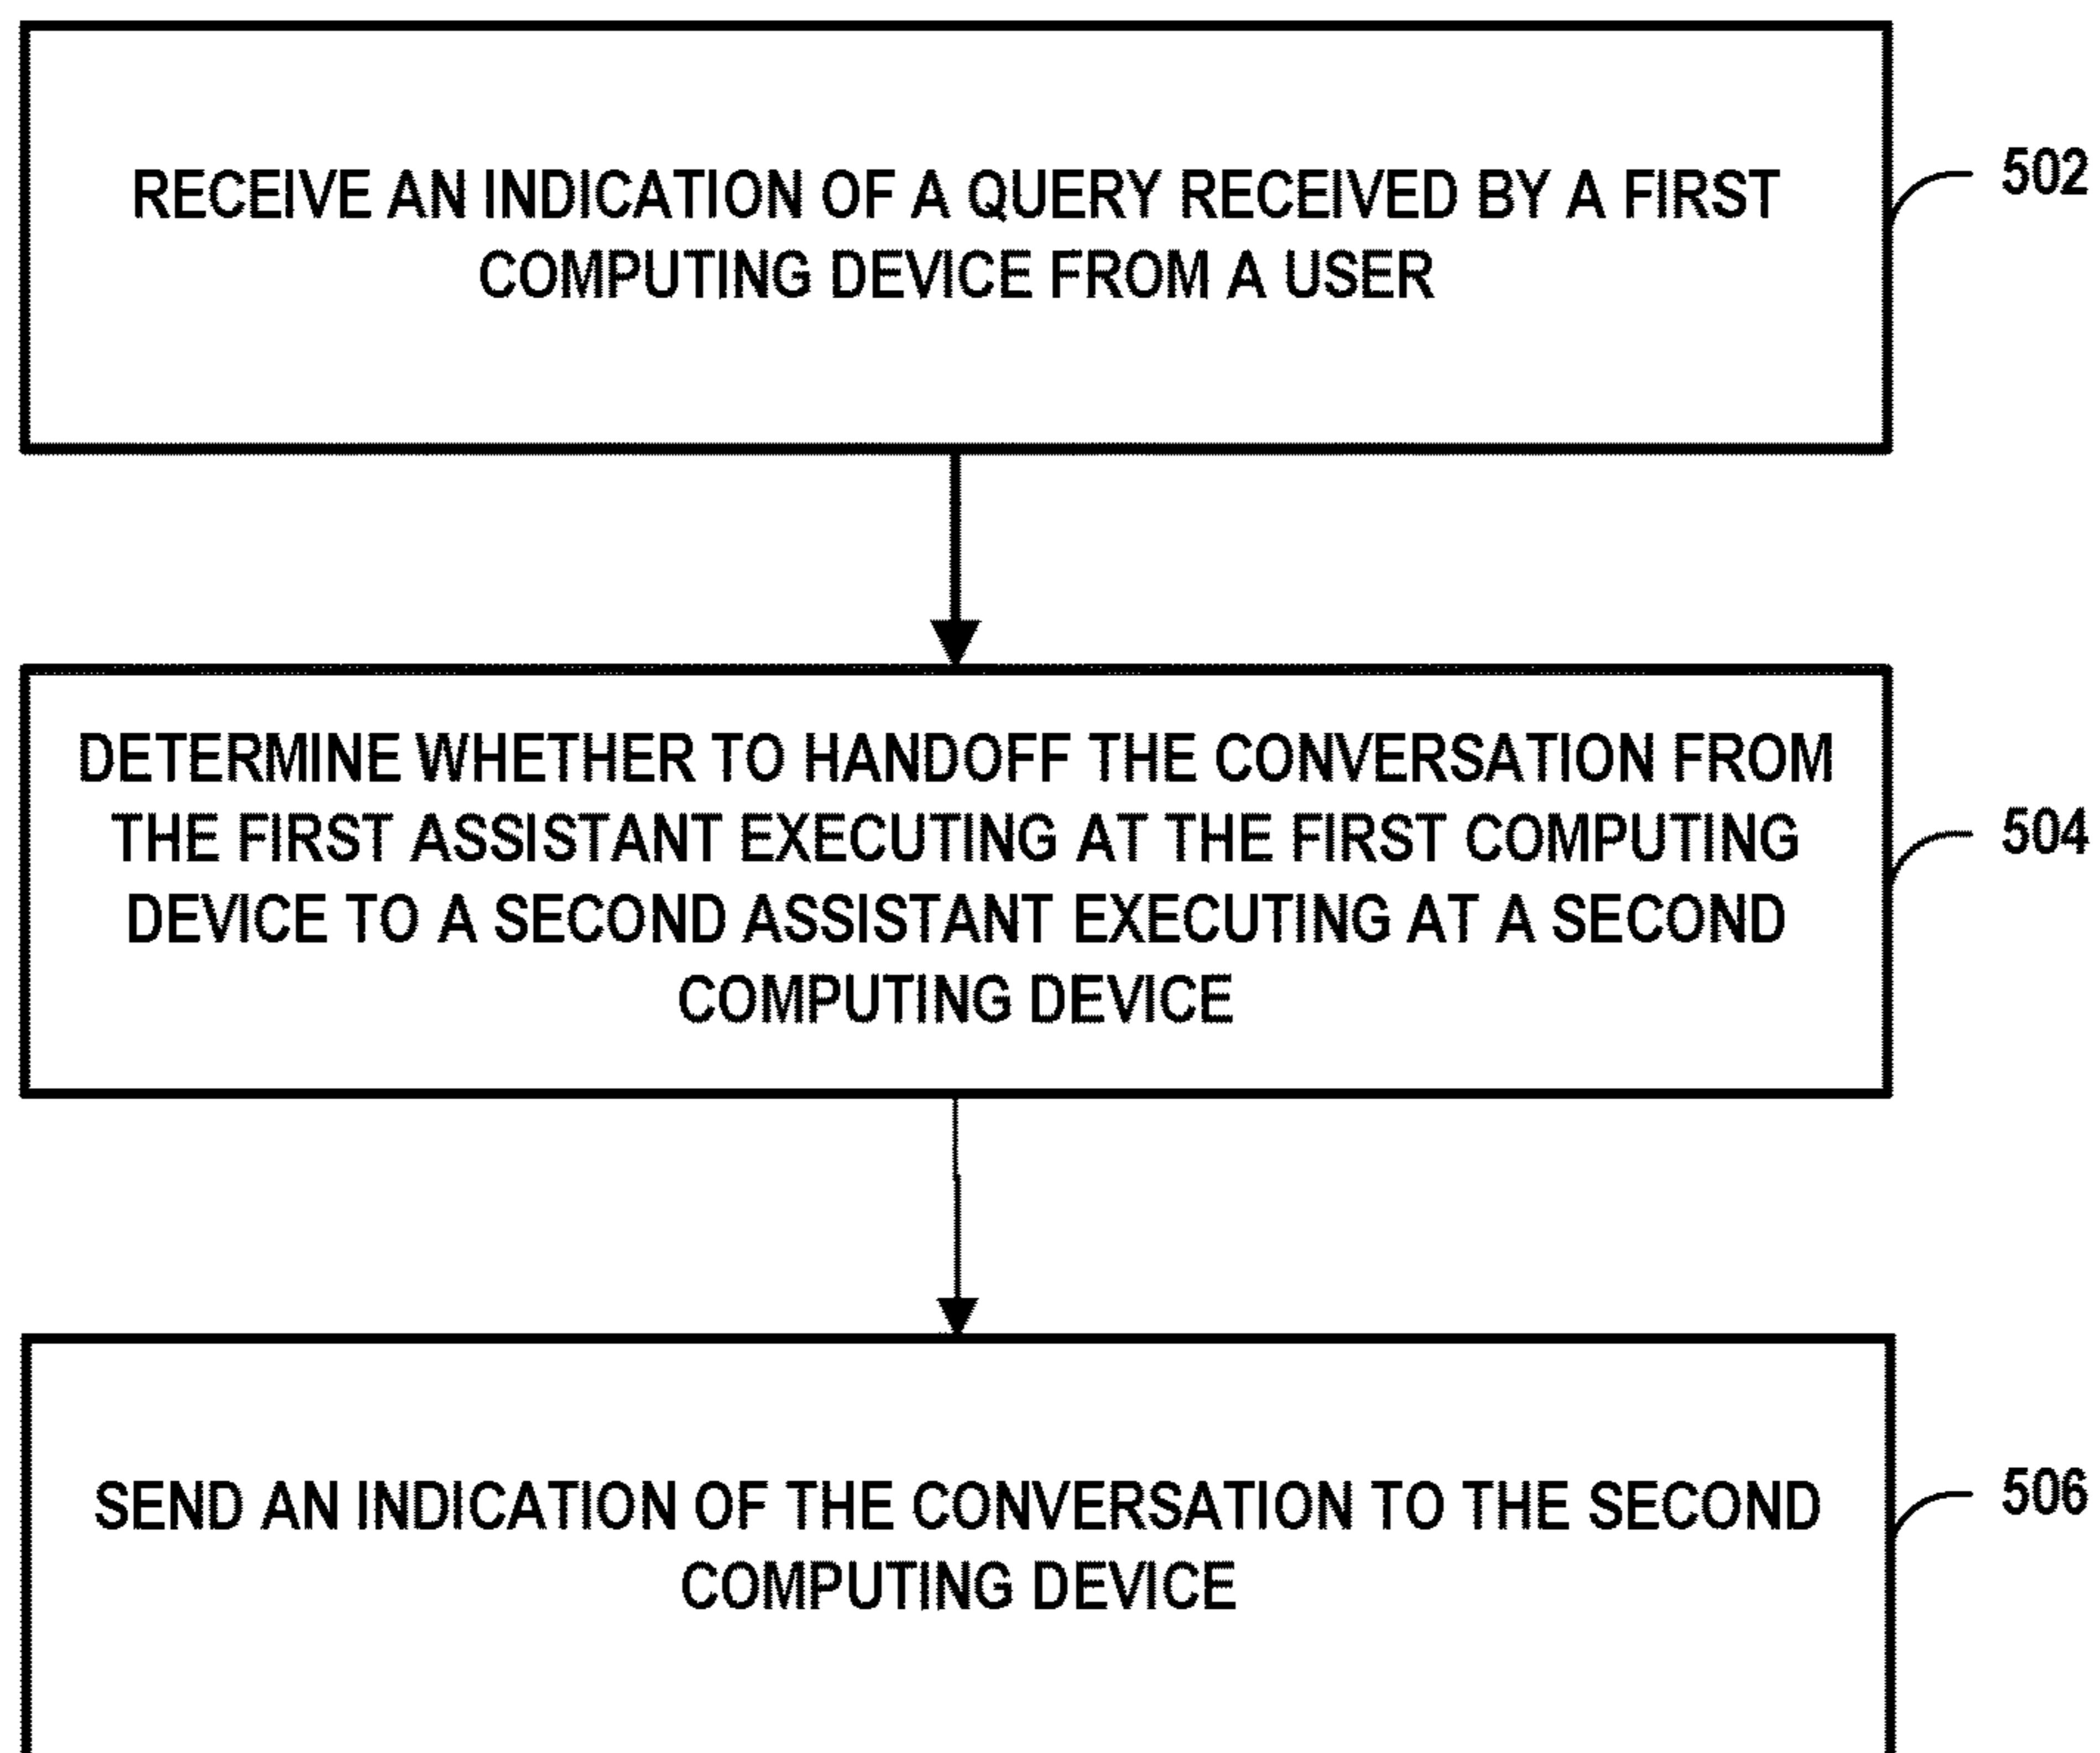 RECEIVE AN INDICATION OF A QUERY RECEIVED BY A FIRST
COMPUTING DEVICE FROM A USER
502
DETERMINE WHETHER TO HANDOFF THE CONVERSATION FROM
THE FIRST ASSISTANT EXECUTING AT THE FIRST COMPUTING
DEVICE TO A SECOND ASSISTANT EXECUTING AT A SECOND
COMPUTING DEVICE
504
SEND AN INDICATION OF THE CONVERSATION TO THE SECOND
COMPUTING DEVICE
506